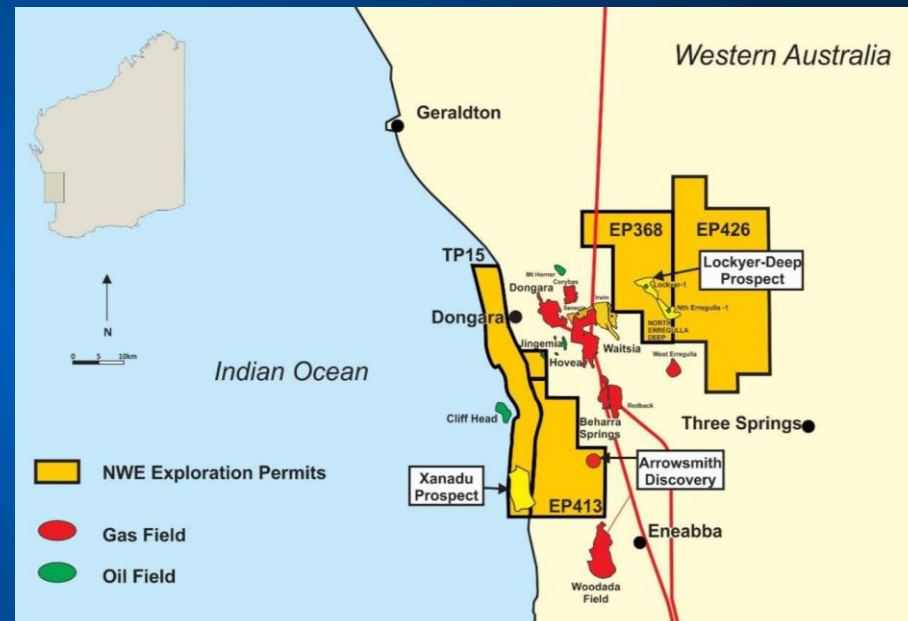 Western Australia
Geraldton
EP368
EP426
TP15
Lockyer-Deep
Prospect
Mt Horner
Corybas
Dongara
Lockyer-1
Irwin
Senecio
Nth Erregulla -1
Dongara
NORTH
ERREGULLA
DEEP
N
Jingemia
Waitsia
Hovea
West Erregulla
0 5 10km
Indian Ocean
Redback
Cliff Head
Beharra
Springs
Three Springs
NWE Exploration Permits
Xanadu
Prospect
Arrowsmith
Discovery
EP413
Gas Field
Eneabba
Oil Field
Woodada
Field